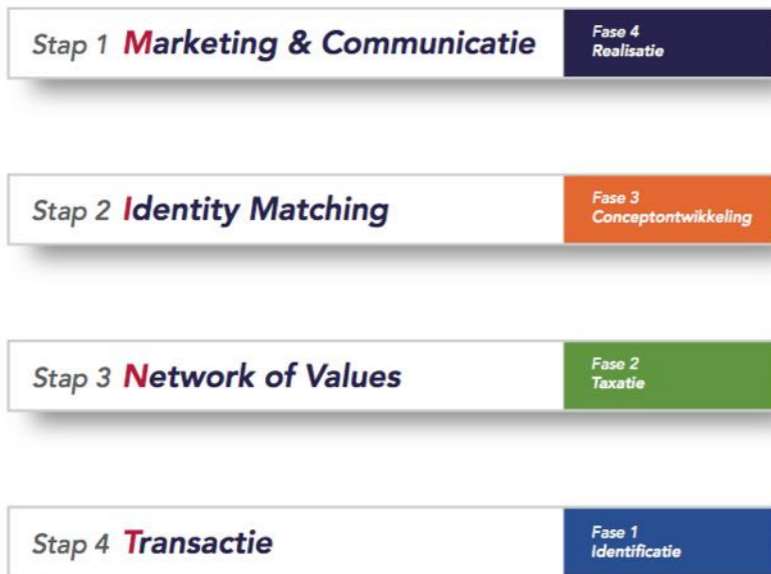 Stap 1 Marketing & Communicatie
Fase 4
Realisatie
Stap 2 Identity Matching
Fase 3
Conceptontwikkeling
Stap 3 Network of Values
Fase 2
Taxatie
Stap 4 Transactie
Fase 1
Identificatie